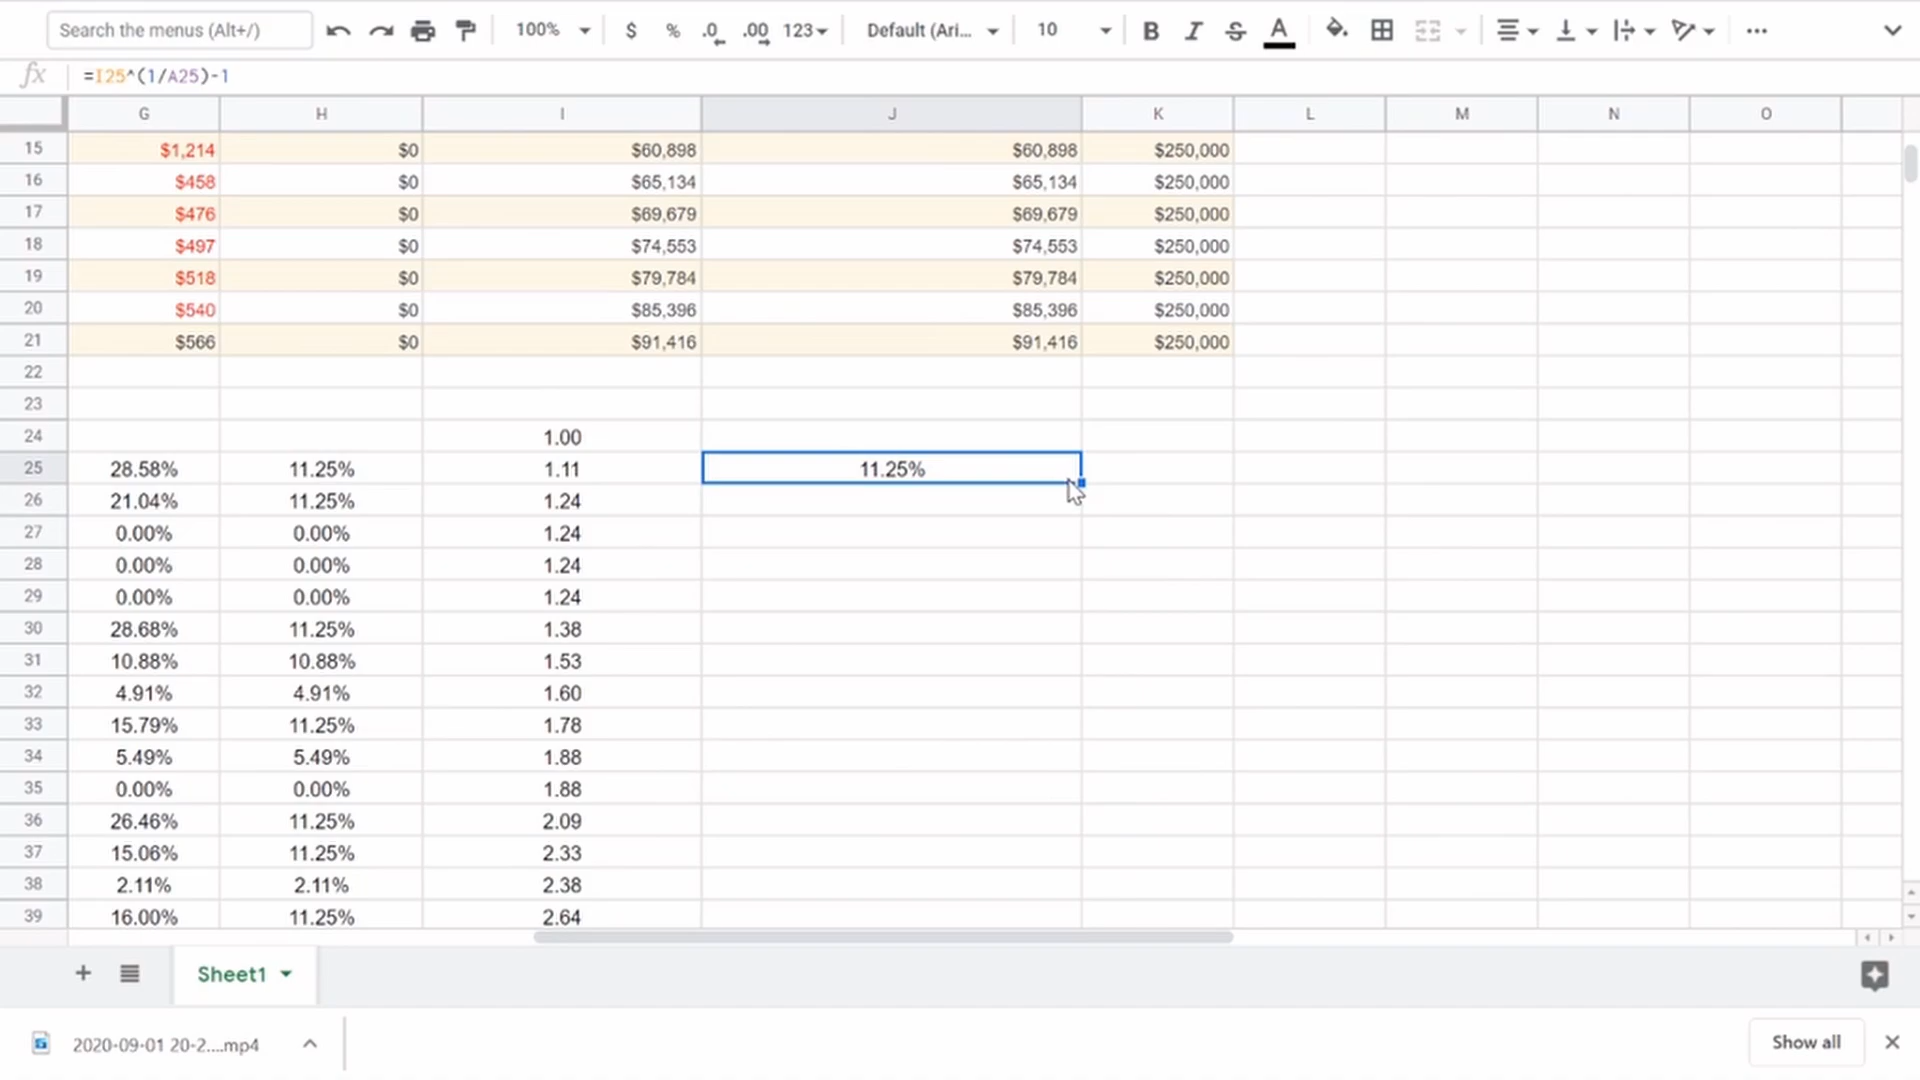 Search the menus (Alt+/) 100% $ % .0 .00 123 Default (Ari... 10 B I S A ...
fx =I25^(1/A25)-1
G H I J K L M N O
15 $1,214 $0 $60,898 $60,898 $250,000
16 $458 $0 $65,134 $65,134 $250,000
17 $476 $0 $69,679 $69,679 $250,000
18 $497 $0 $74,553 $74,553 $250,000
19 $518 $0 $79,784 $79,784 $250,000
20 $540 $0 $85,396 $85,396 $250,000
21 $566 $0 $91,416 $91,416 $250,000
22
23
24 1.00
25 28.58% 11.25% 1.11 11.25%
26 21.04% 11.25% 1.24
27 0.00% 0.00% 1.24
28 0.00% 0.00% 1.24
29 0.00% 0.00% 1.24
30 28.68% 11.25% 1.38
31 10.88% 10.88% 1.53
32 4.91% 4.91% 1.60
33 15.79% 11.25% 1.78
34 5.49% 5.49% 1.88
35 0.00% 0.00% 1.88
36 26.46% 11.25% 2.09
37 15.06% 11.25% 2.33
38 2.11% 2.11% 2.38
39 16.00% 11.25% 2.64
Sheet1
2020-09-01 20-2....mp4 Show all